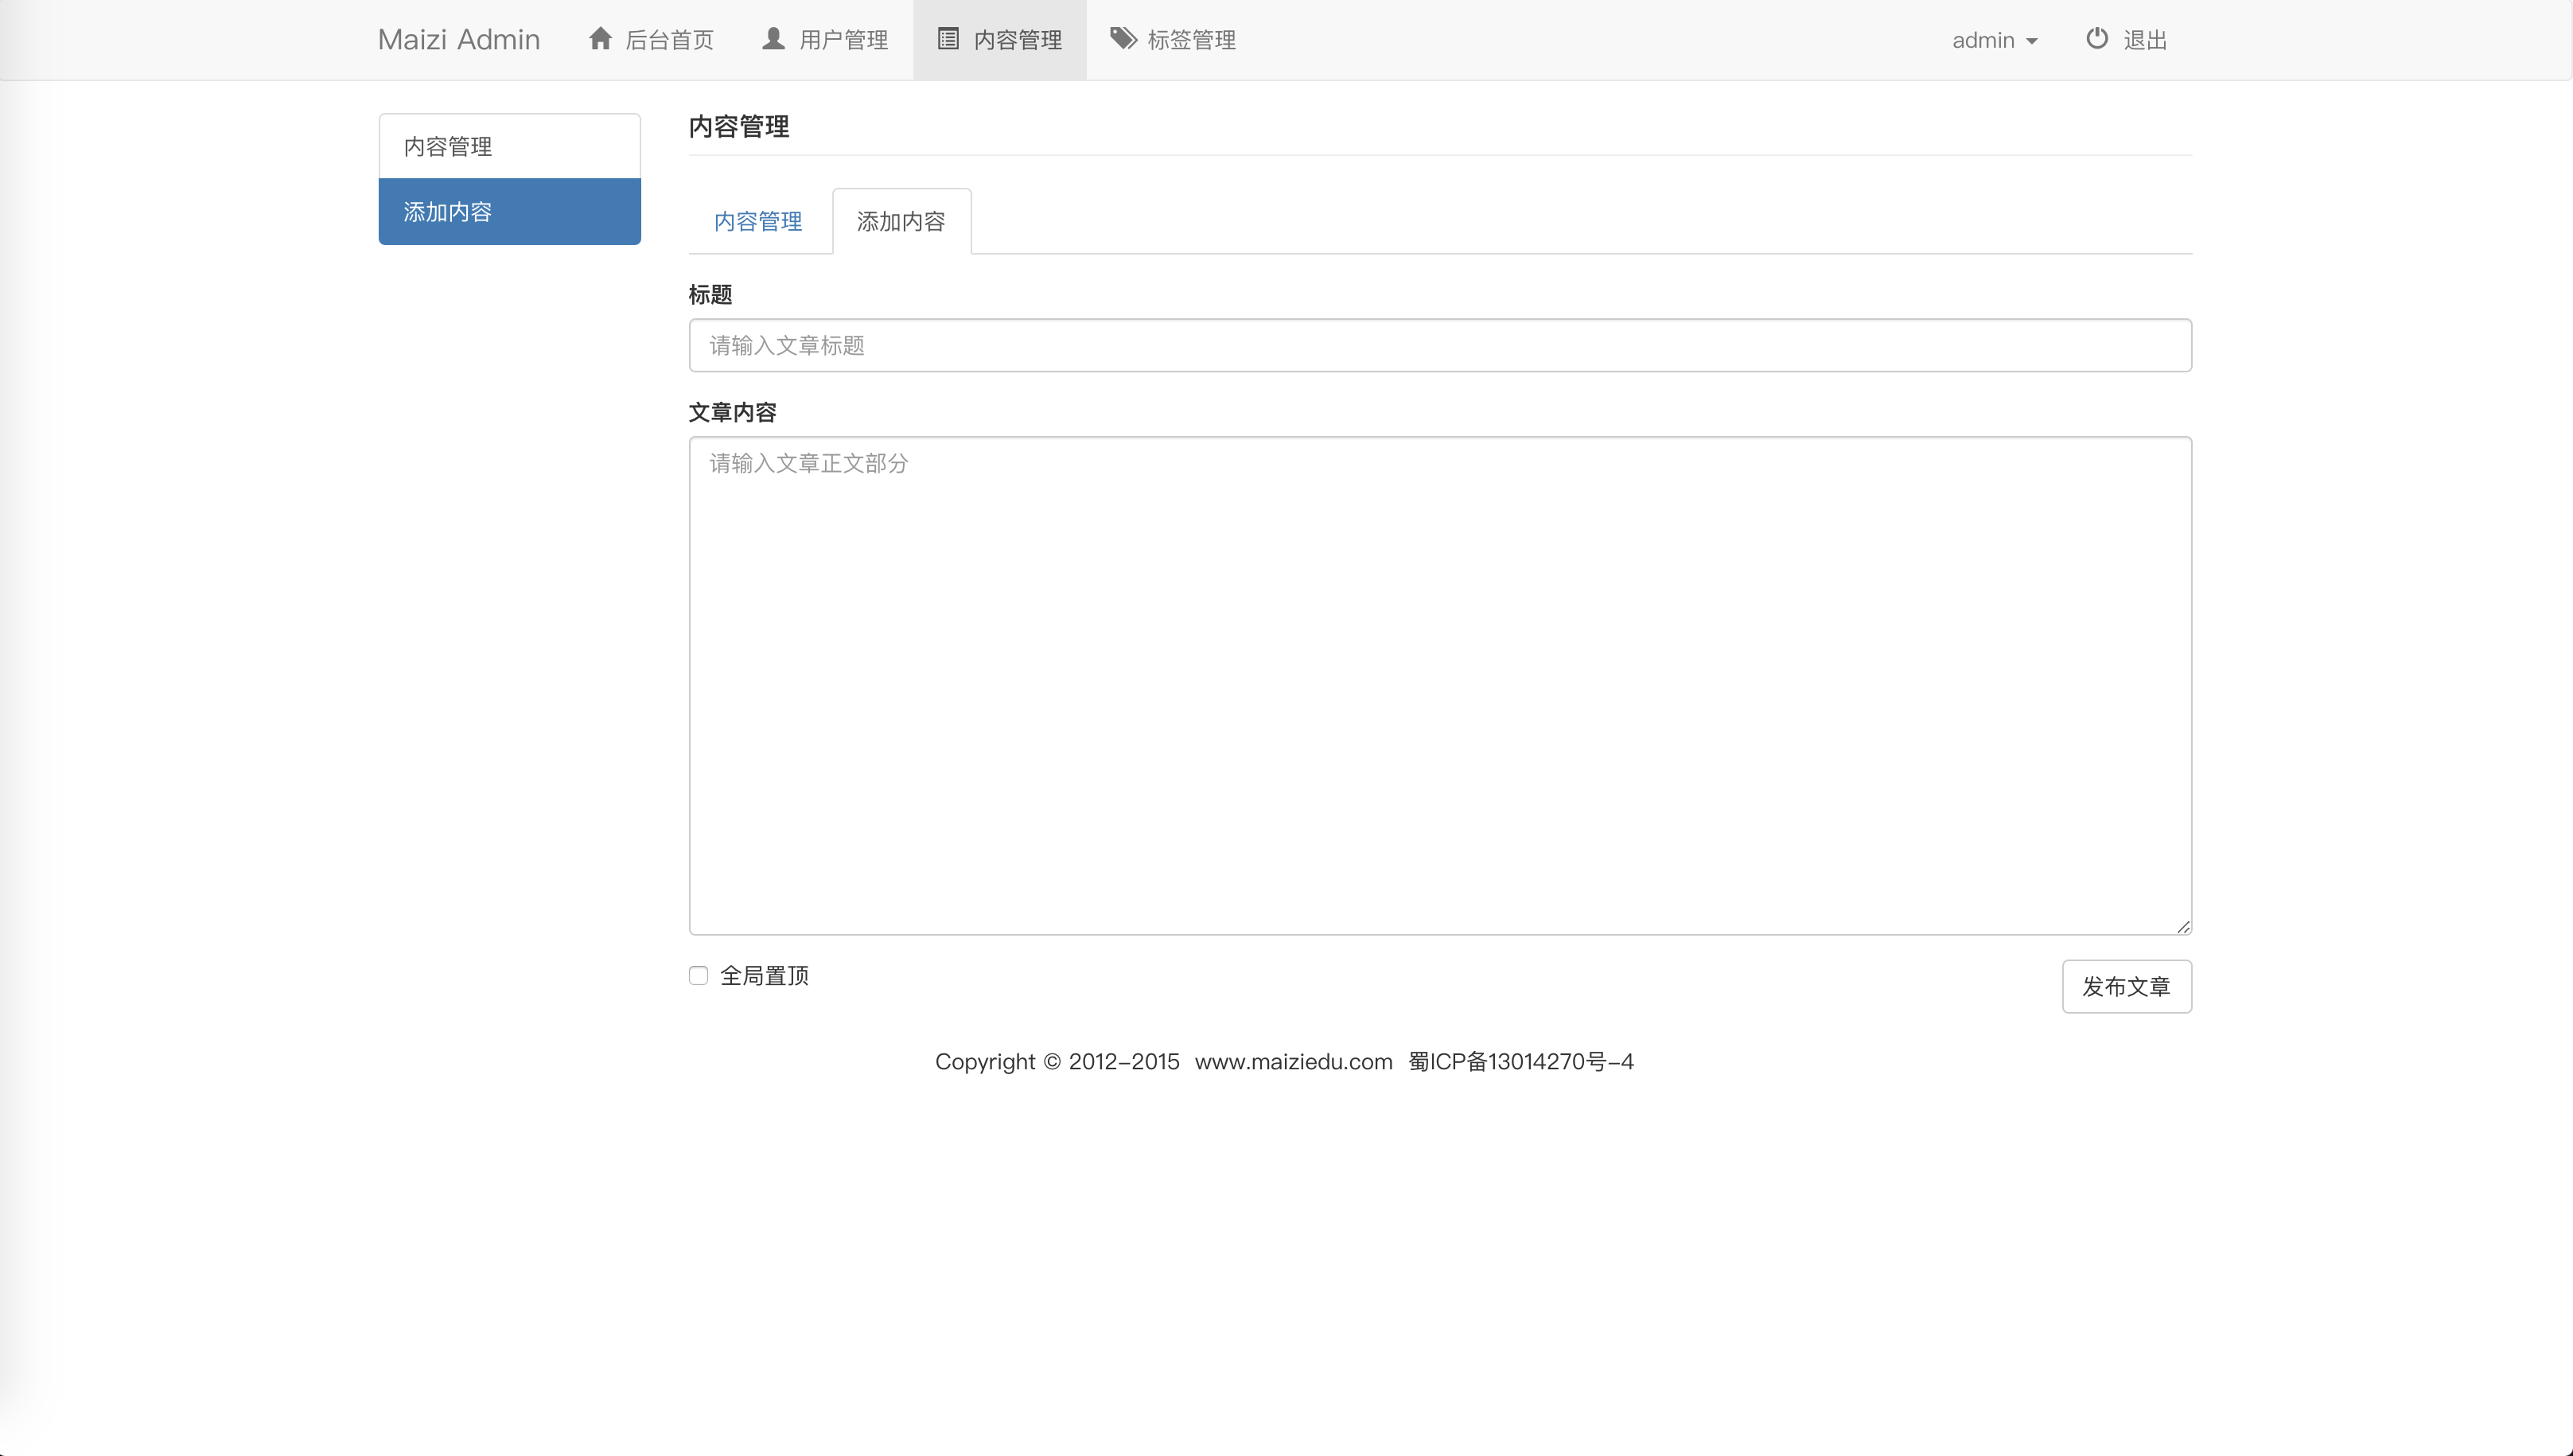 Maizi Admin 后台首页 用户管理 内容管理 标签管理 admin 退出
内容管理
添加内容
内容管理
内容管理 添加内容
标题
请输入文章标题
文章内容
请输入文章正文部分
全局置顶 发布文章
Copyright © 2012-2015 www.maiziedu.com 蜀ICP备13014270号-4